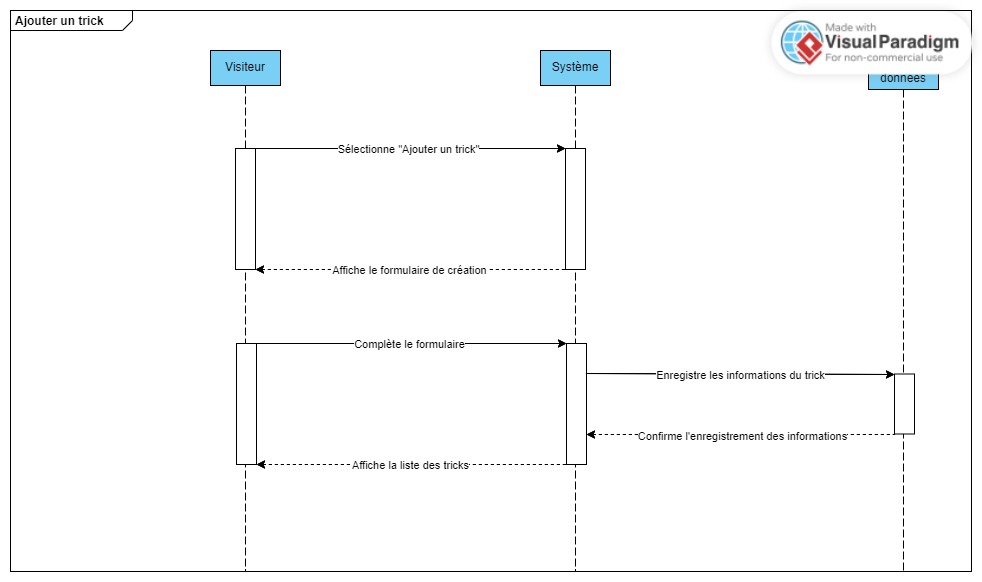 Ajouter un trick
Made with
Visual Paradigm
For non-commercial use
Visiteur
Système
données
Sélectionne "Ajouter un trick"
Affiche le formulaire de création
Complète le formulaire
Enregistre les informations du trick
Confirme l'enregistrement des informations
Affiche la liste des tricks